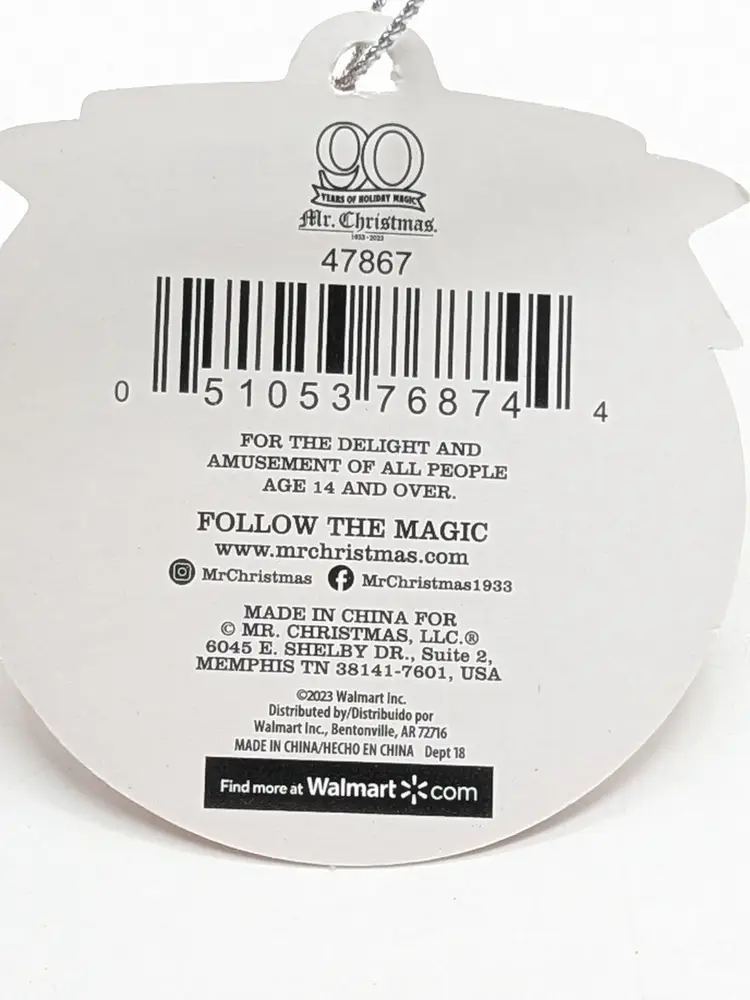 90
YEARS OF HOLIDAY MAGIC
Mr. Christmas.
1933-2023
47867
0 51053 76874 4
FOR THE DELIGHT AND
AMUSEMENT OF ALL PEOPLE
AGE 14 AND OVER.
FOLLOW THE MAGIC
www.mrchristmas.com
MrChristmas MrChristmas1933
MADE IN CHINA FOR
© MR. CHRISTMAS, LLC.®
6045 E. SHELBY DR., Suite 2,
MEMPHIS TN 38141-7601, USA
©2023 Walmart Inc.
Distributed by/Distribuido por
Walmart Inc., Bentonville, AR 72716
MADE IN CHINA/HECHO EN CHINA Dept 18
Find more at Walmart com